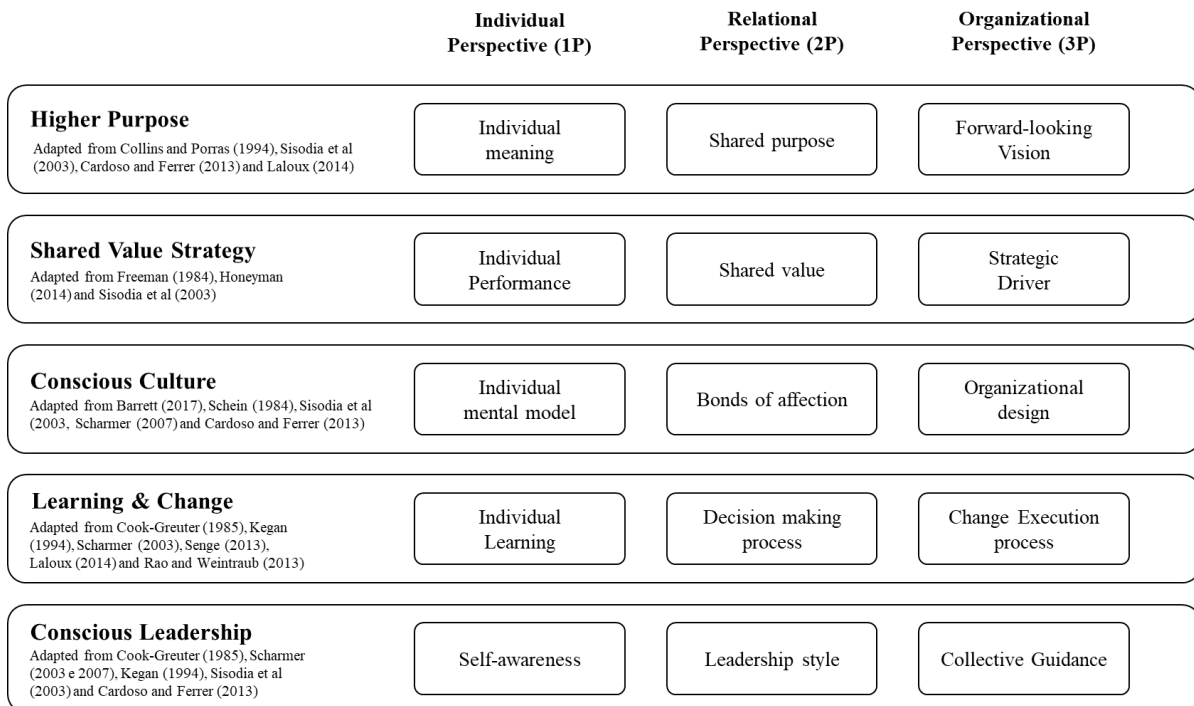 Individual
Perspective (1P)
Relational
Perspective (2P)
Organizational
Perspective (3P)
Higher Purpose
Adapted from Collins and Porras (1994), Sisodia et al
(2003), Cardoso and Ferrer (2013) and Laloux (2014)
Individual
meaning
Shared purpose
Forward-looking
Vision
Shared Value Strategy
Adapted from Freeman (1984), Honeyman
(2014) and Sisodia et al (2003)
Individual
Performance
Shared value
Strategic
Driver
Conscious Culture
Adapted from Barrett (2017), Schein (1984), Sisodia et al
(2003, Scharmer (2007) and Cardoso and Ferrer (2013)
Individual
mental model
Bonds of affection
Organizational
design
Learning & Change
Adapted from Cook-Greuter (1985), Kegan
(1994), Scharmer (2003), Senge (2013),
Laloux (2014) and Rao and Weintraub (2013)
Individual
Learning
Decision making
process
Change Execution
process
Conscious Leadership
Adapted from Cook-Greuter (1985), Scharmer
(2003 e 2007), Kegan (1994), Sisodia et al
(2003) and Cardoso and Ferrer (2013)
Self-awareness
Leadership style
Collective Guidance